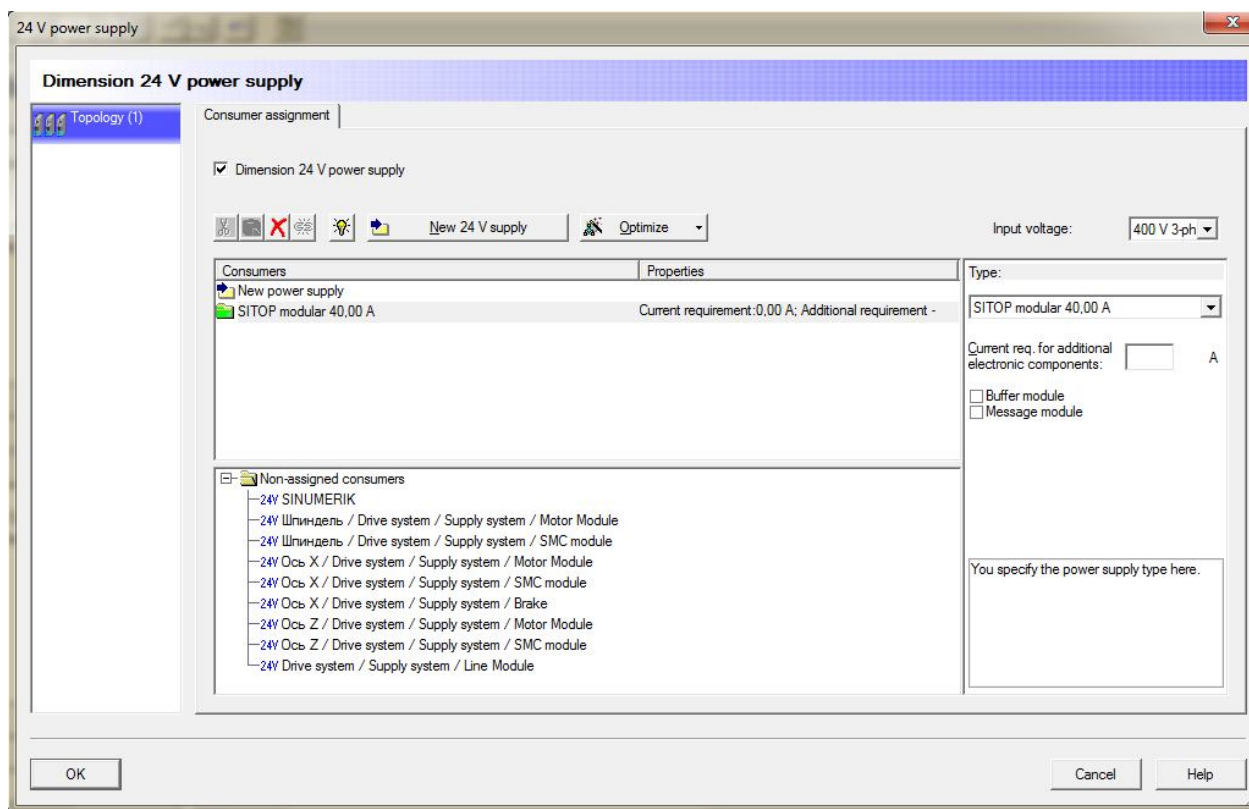 24 V power supply
Dimension 24 V power supply
Topology (1)
Consumer assignment
Dimension 24 V power supply
New 24 V supply
Optimize
Input voltage:
400 V 3-ph
Consumers
Properties
New power supply
SITOP modular 40,00 A
Current requirement:0,00 A; Additional requirement -
Type:
SITOP modular 40,00 A
Current req. for additional
electronic components:
A
Buffer module
Message module
Non-assigned consumers
24V SINUMERIK
24V Шпиндель / Drive system / Supply system / Motor Module
24V Шпиндель / Drive system / Supply system / SMC module
24V Ось X / Drive system / Supply system / Motor Module
24V Ось X / Drive system / Supply system / SMC module
24V Ось X / Drive system / Supply system / Brake
24V Ось Z / Drive system / Supply system / Motor Module
24V Ось Z / Drive system / Supply system / SMC module
24V Drive system / Supply system / Line Module
You specify the power supply type here.
OK
Cancel
Help